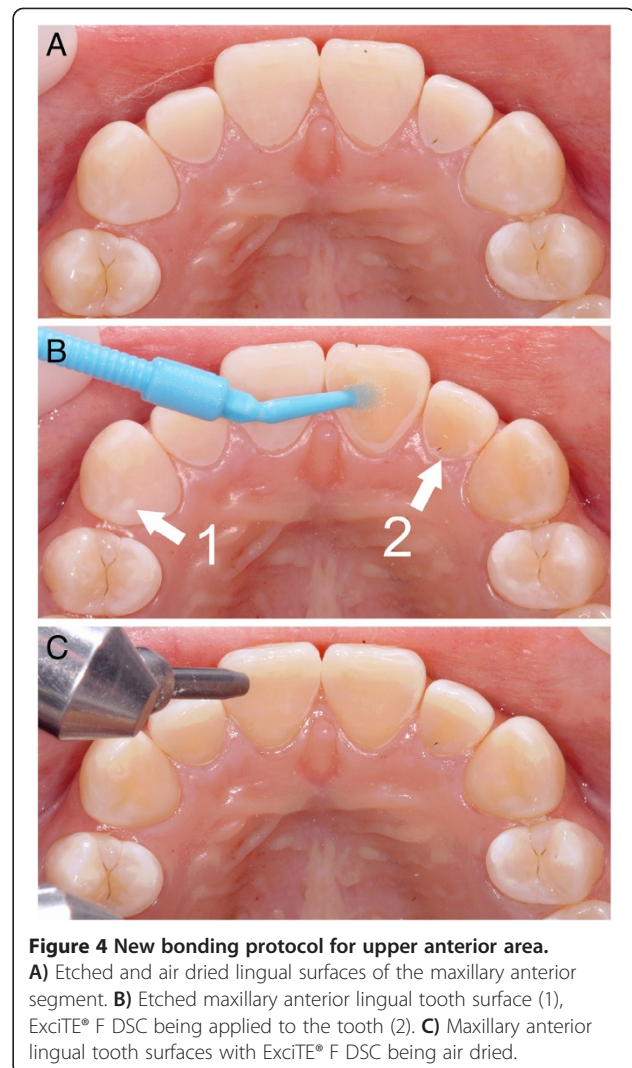 A
B
1
2
C
Figure 4 New bonding protocol for upper anterior area.
A) Etched and air dried lingual surfaces of the maxillary anterior
segment. B) Etched maxillary anterior lingual tooth surface (1),
ExciTE® F DSC being applied to the tooth (2). C) Maxillary anterior
lingual tooth surfaces with ExciTE® F DSC being air dried.